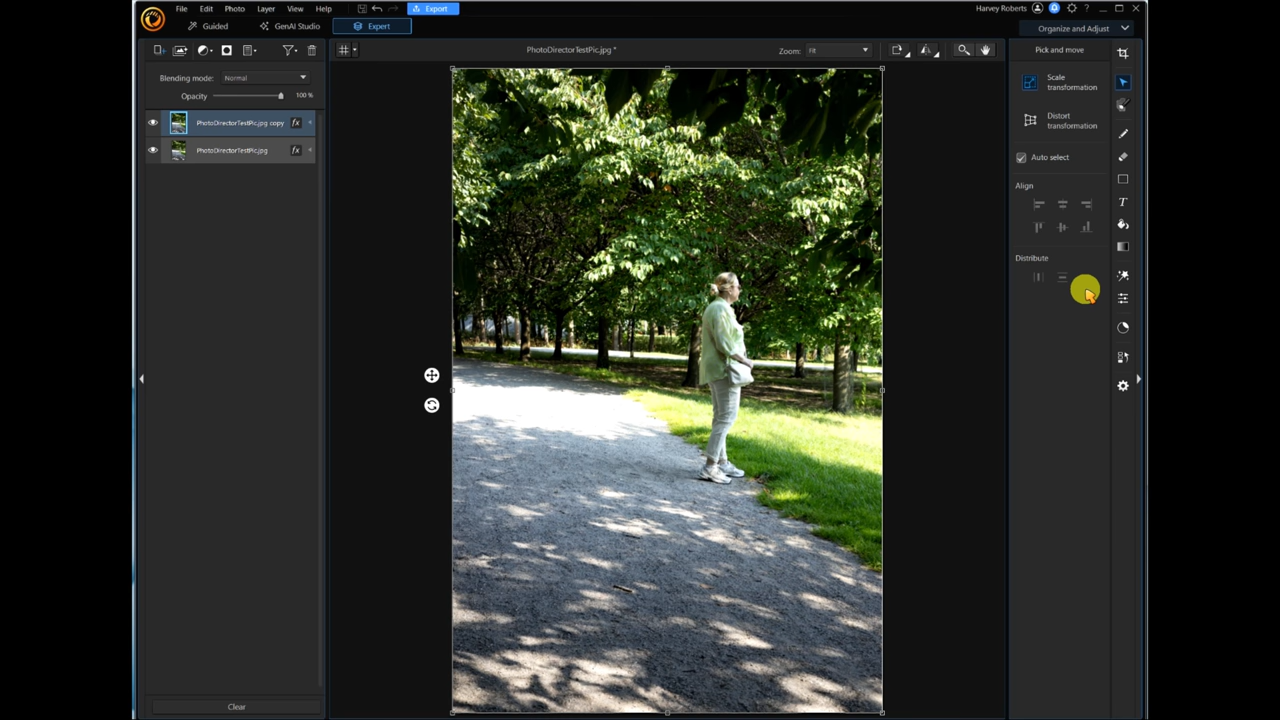 File Edit Photo Layer View Help Export Harvey Roberts ?
Guided GenAI Studio Expert Organize and Adjust
PhotoDirectorTestPic.jpg * Zoom: Fit Pick and move
Blending mode: Normal
Opacity 100 %
Scale
transformation
Distort
transformation
PhotoDirectorTestPic.jpg copy fx
PhotoDirectorTestPic.jpg fx
Auto select
Align
Distribute
T
Clear